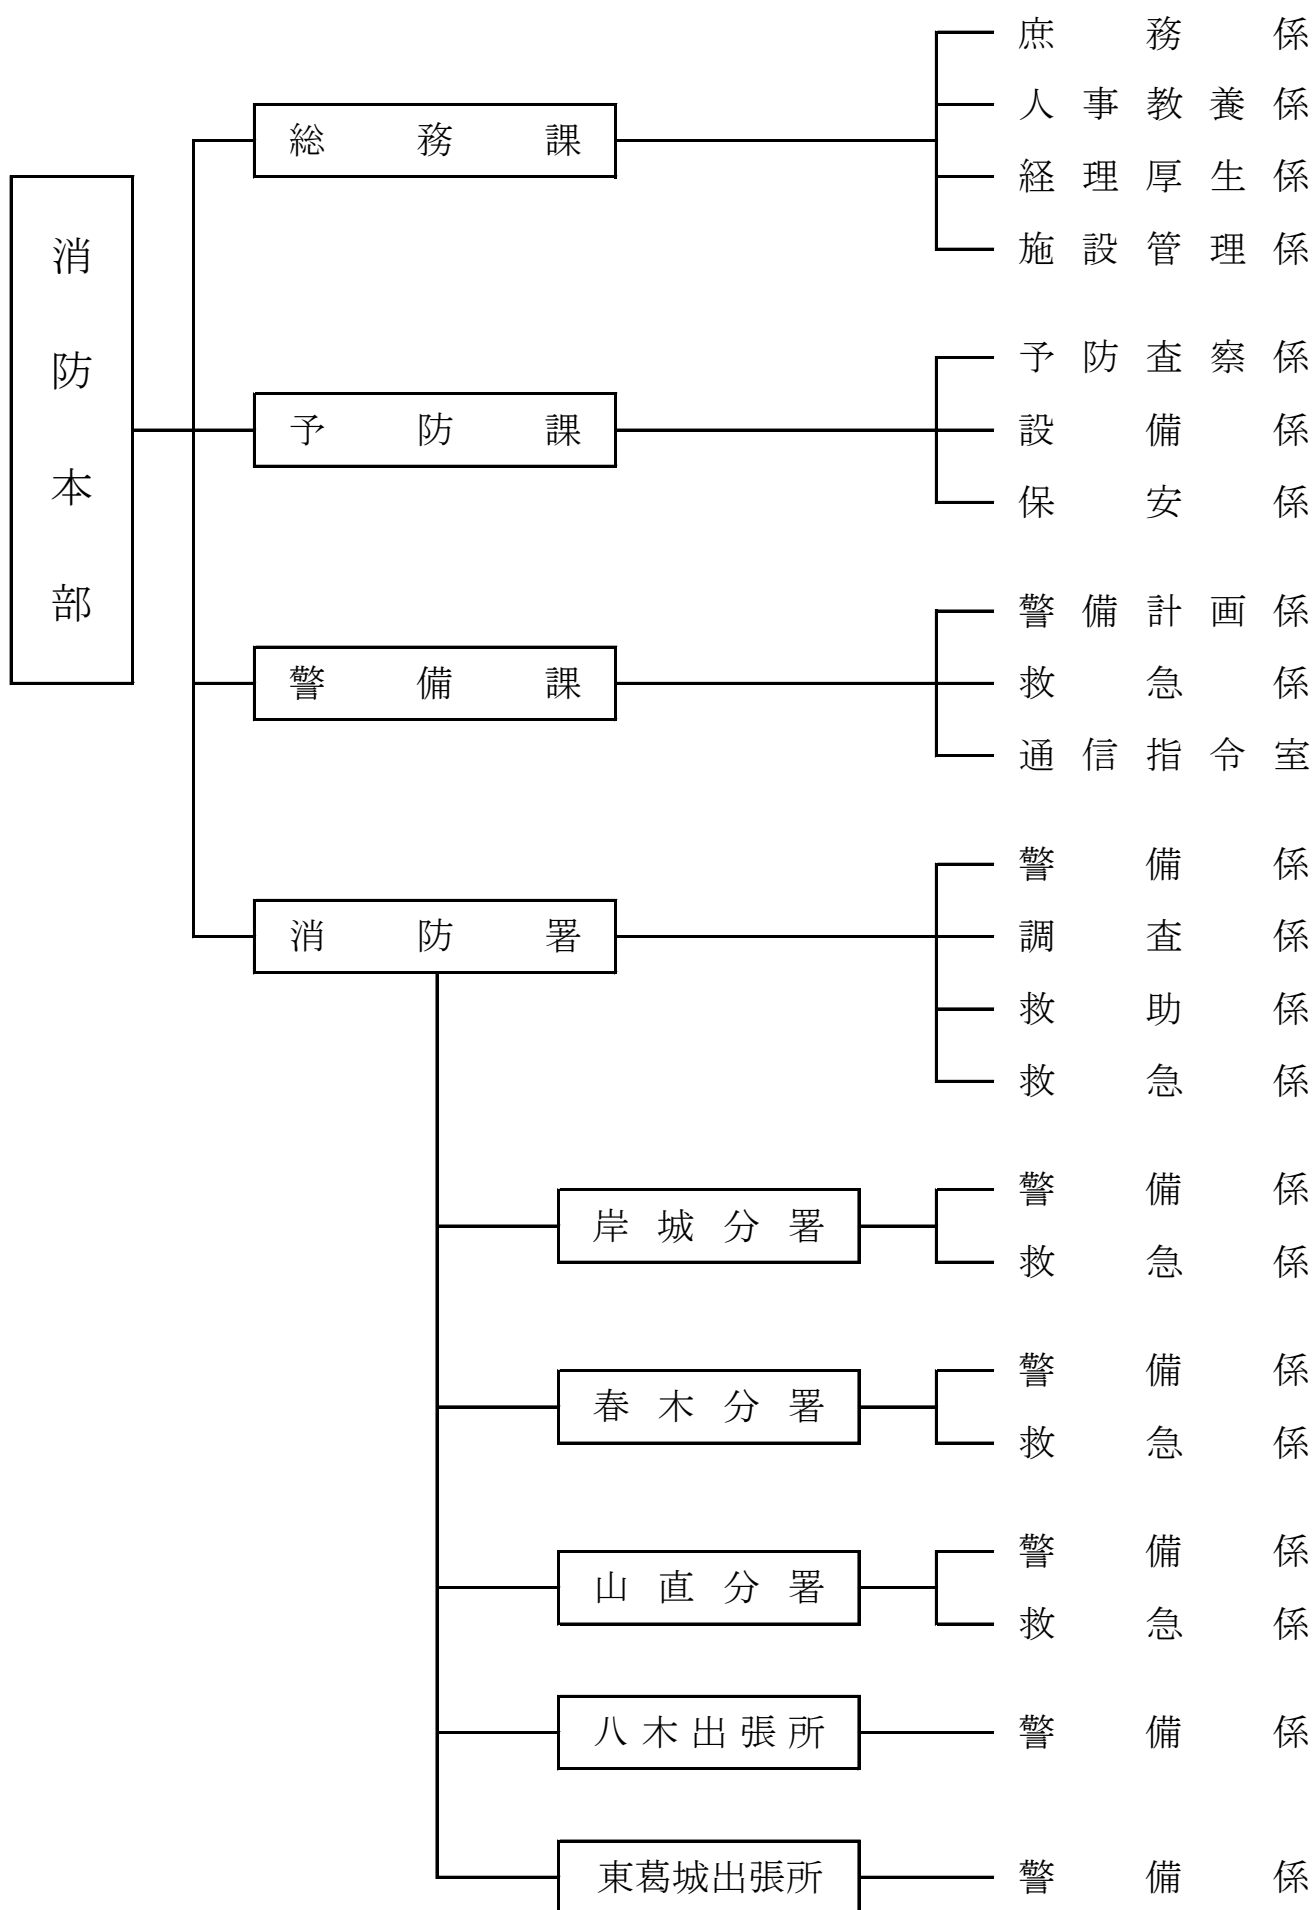 消防本部
総務課
庶務係
人事教養係
経理厚生係
施設管理係
予防課
予防査察係
設備係
保安係
警備課
警備計画係
救急係
通信指令室
消防署
警備係
調査係
救助係
救急係
岸城分署
警備係
救急係
春木分署
警備係
救急係
山直分署
警備係
救急係
八木出張所
警備係
東葛城出張所
警備係